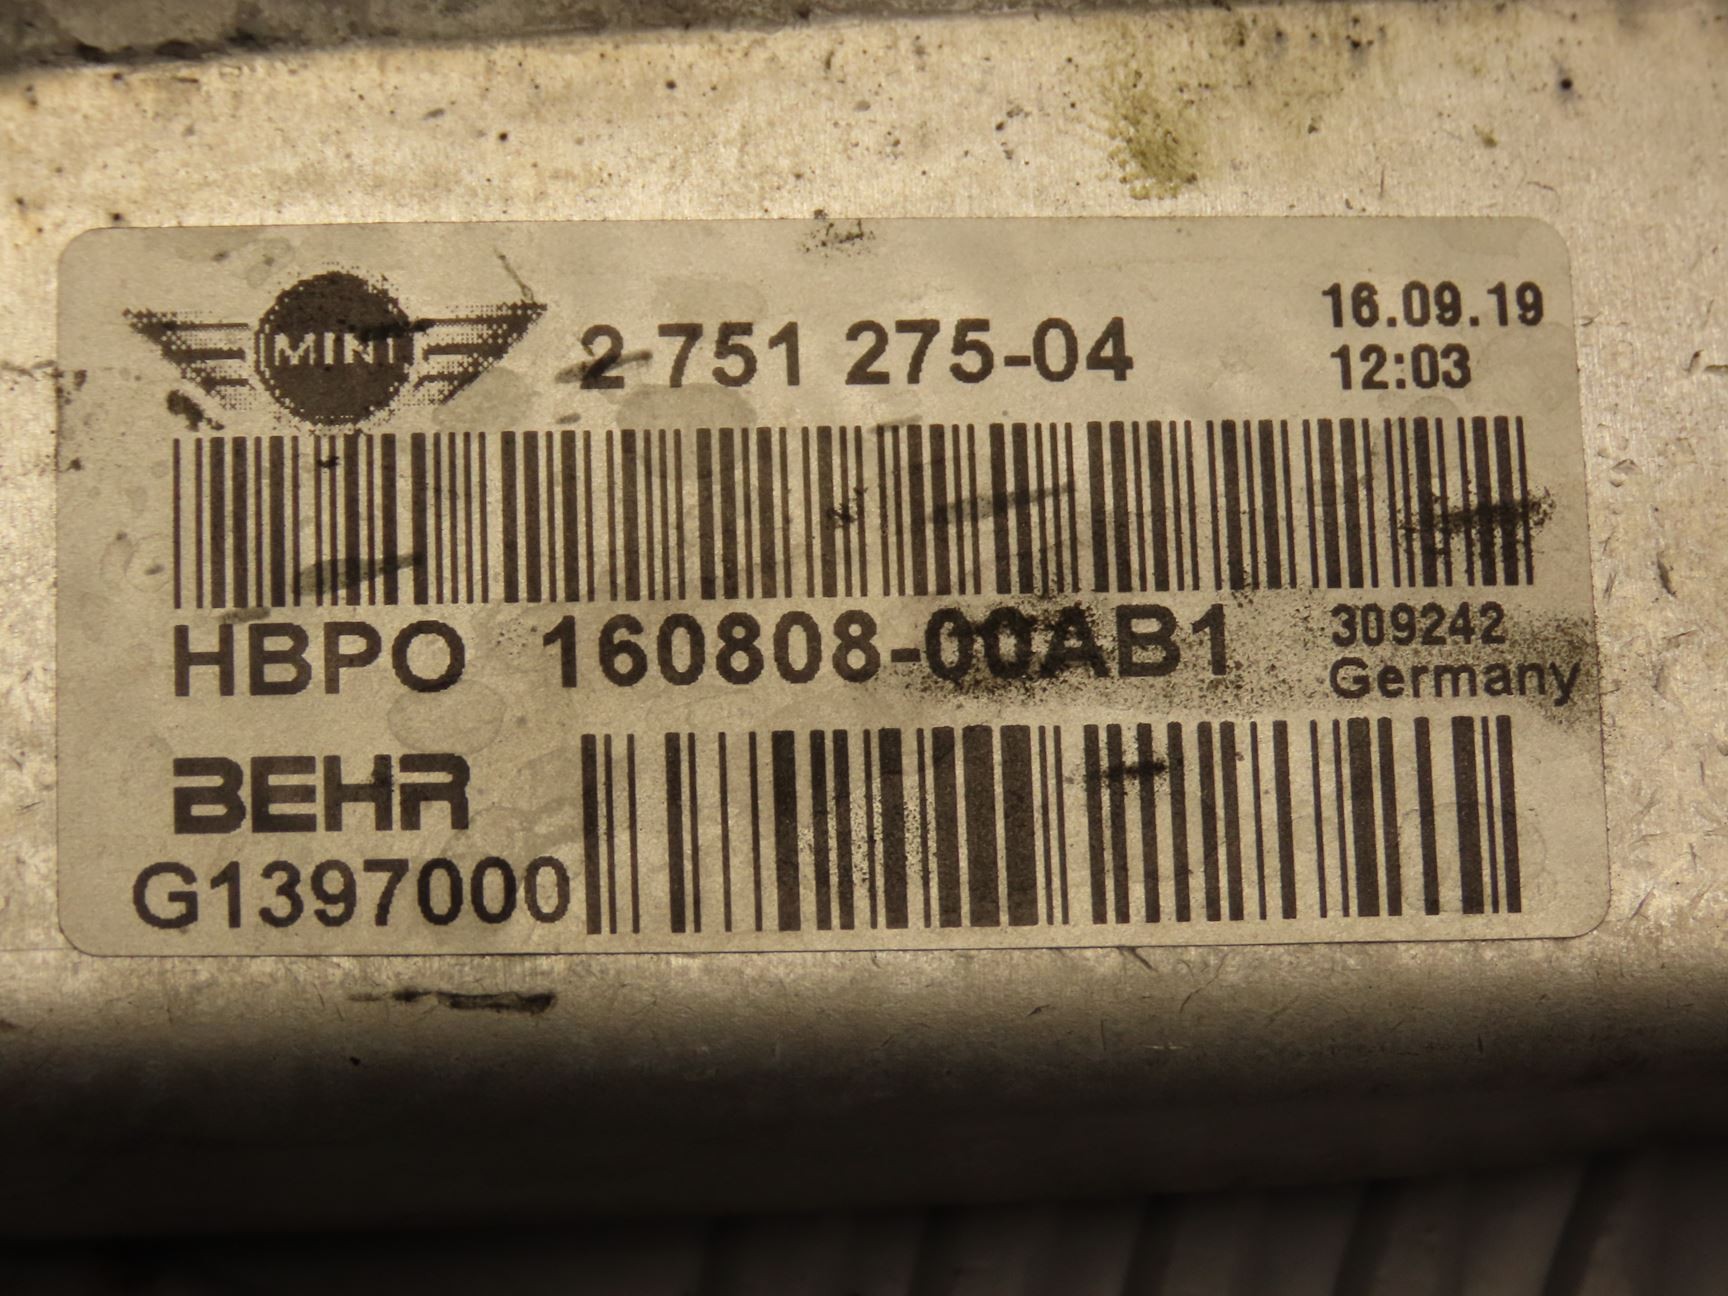 MINI 2 751 275-04 16.09.19
12:03
HBPO 160808-00AB1 309242
Germany
BEHR
G1397000